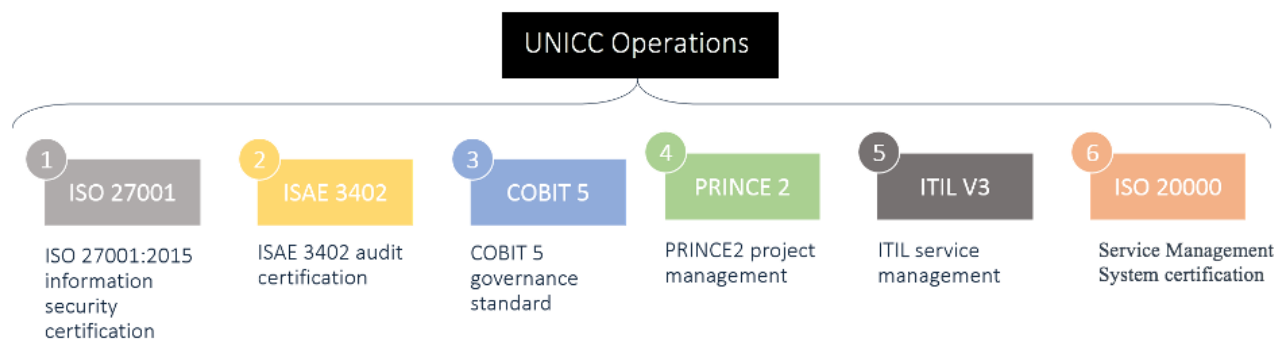 UNICC Operations
1
ISO 27001
ISO 27001:2015
information
security
certification
2
ISAE 3402
ISAE 3402 audit
certification
3
COBIT 5
COBIT 5
governance
standard
4
PRINCE 2
PRINCE2 project
management
5
ITIL V3
ITIL service
management
6
ISO 20000
Service Management
System certification